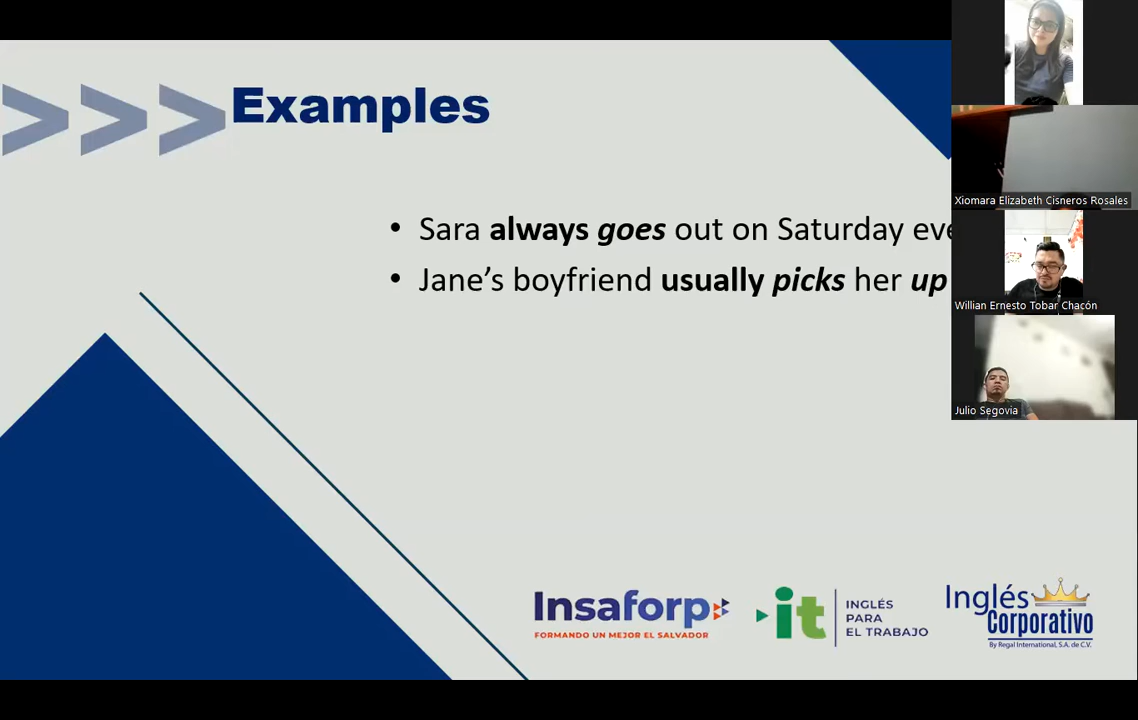 Examples
• Sara always goes out on Saturday eve
• Jane's boyfriend usually picks her up
Xiomara Elizabeth Cisneros Rosales
Willian Ernesto Tobar Chacón
Julio Segovia
Insaforp
FORMANDO UN MEJOR EL SALVADOR
it
INGLÉS
PARA
EL TRABAJO
Inglés
Corporativo
By Regal International, S.A. de C.V.